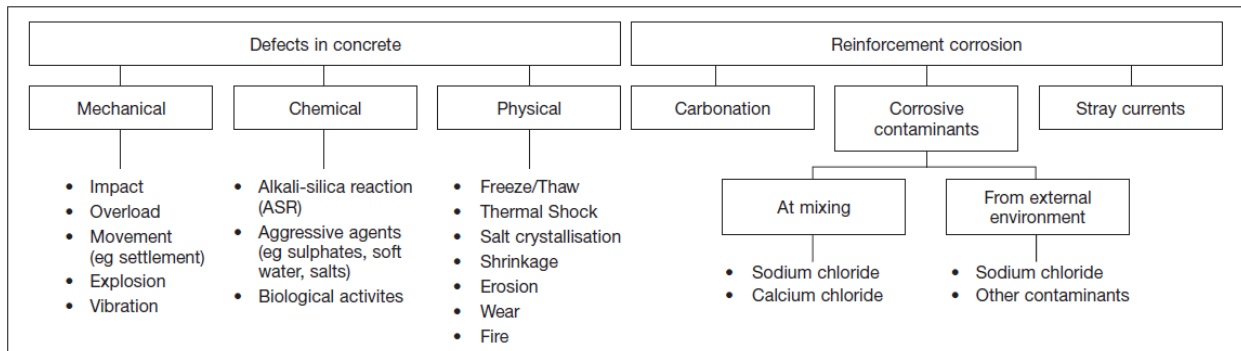 Defects in concrete
Reinforcement corrosion
Mechanical
Chemical
Physical
Carbonation
Corrosive
contaminants
Stray currents
• Impact
• Overload
• Movement
(eg settlement)
• Explosion
• Vibration
• Alkali-silica reaction
(ASR)
• Aggressive agents
(eg sulphates, soft
water, salts)
• Biological activites
• Freeze/Thaw
• Thermal Shock
• Salt crystallisation
• Shrinkage
• Erosion
• Wear
• Fire
At mixing
From external
environment
• Sodium chloride
• Calcium chloride
• Sodium chloride
• Other contaminants